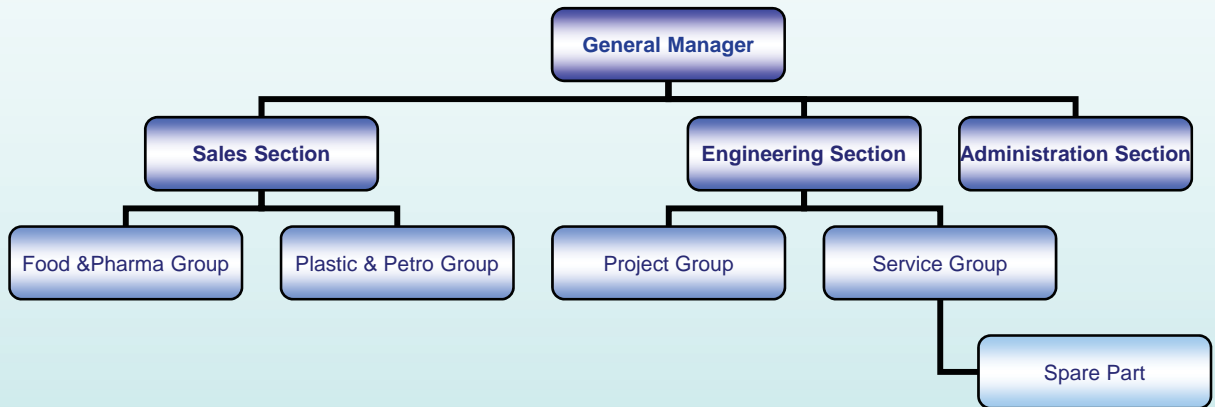 General Manager
Sales Section
Engineering Section
Administration Section
Food &Pharma Group
Plastic & Petro Group
Project Group
Service Group
Spare Part